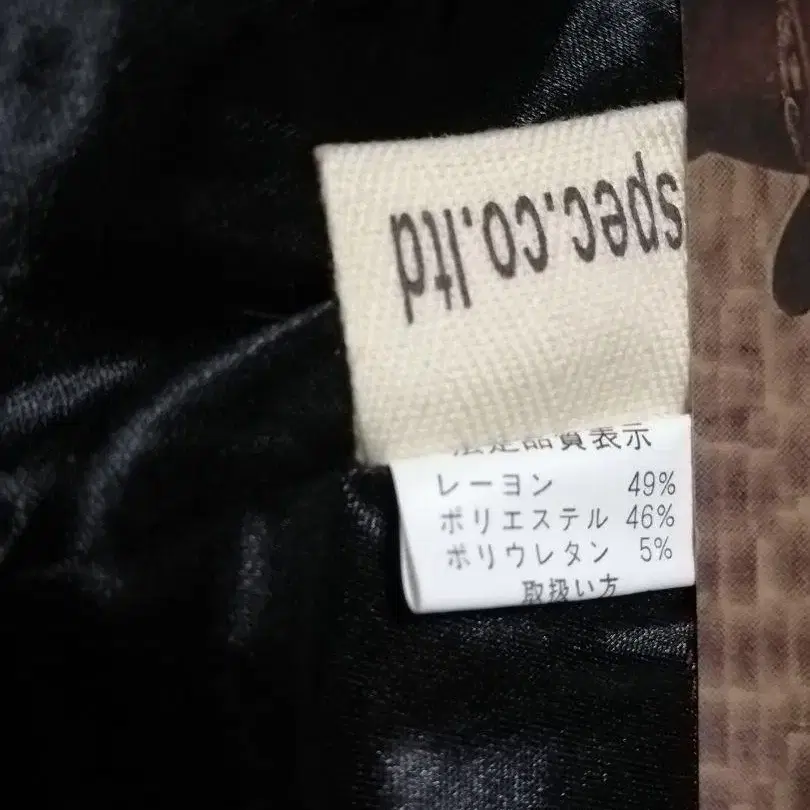 spec.co.ltd
法定品質表示
レーヨン 49%
ポリエステル 46%
ポリウレタン 5%
取扱い方